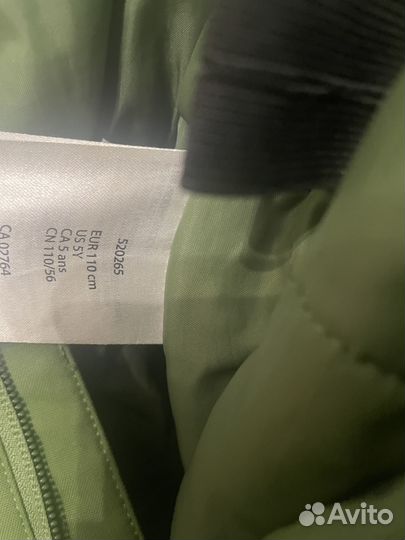 520265
EUR 110 cm
US 5Y
CA 5 ans
CN 110/56
CA 02764
Avito